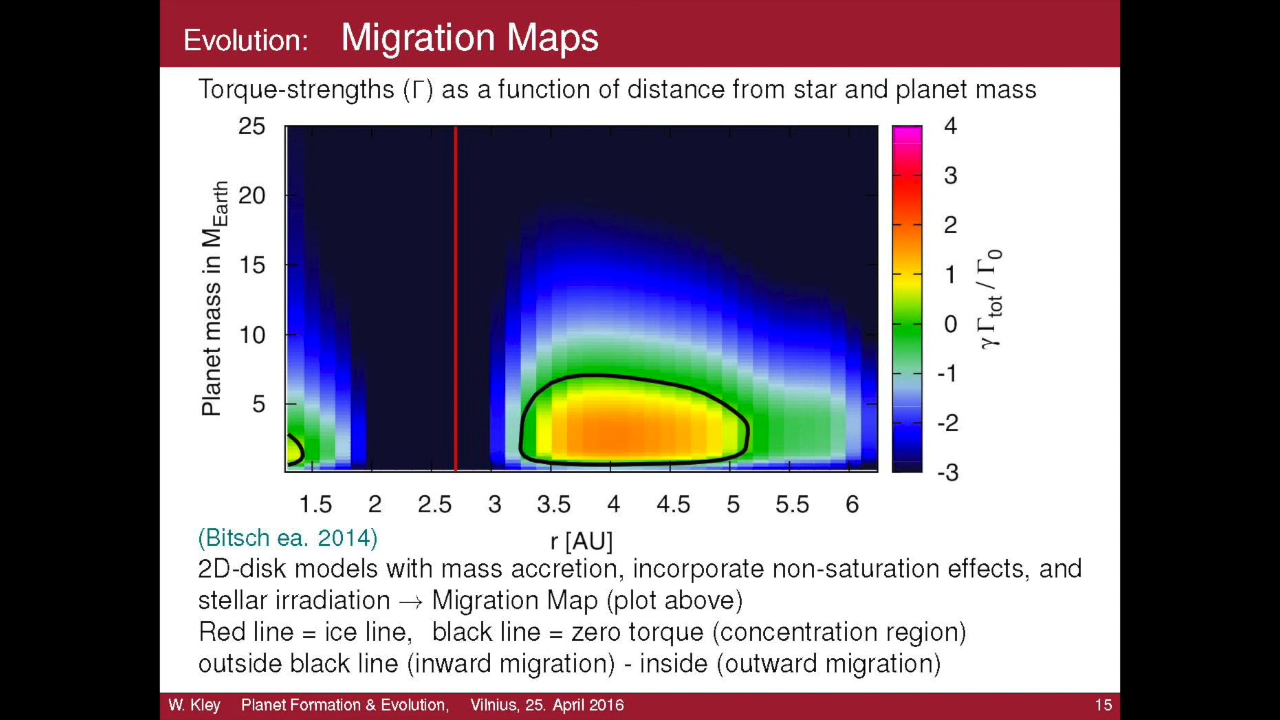 Evolution: Migration Maps
Torque-strengths (Γ) as a function of distance from star and planet mass
25
20
15
10
5
Planet mass in M_Earth
1.5 2 2.5 3 3.5 4 4.5 5 5.5 6
r [AU]
4
3
2
1
0
-1
-2
-3
γ Γ_tot / Γ_0
(Bitsch ea. 2014)
2D-disk models with mass accretion, incorporate non-saturation effects, and
stellar irradiation → Migration Map (plot above)
Red line = ice line, black line = zero torque (concentration region)
outside black line (inward migration) - inside (outward migration)
W. Kley Planet Formation & Evolution, Vilnius, 25. April 2016 15